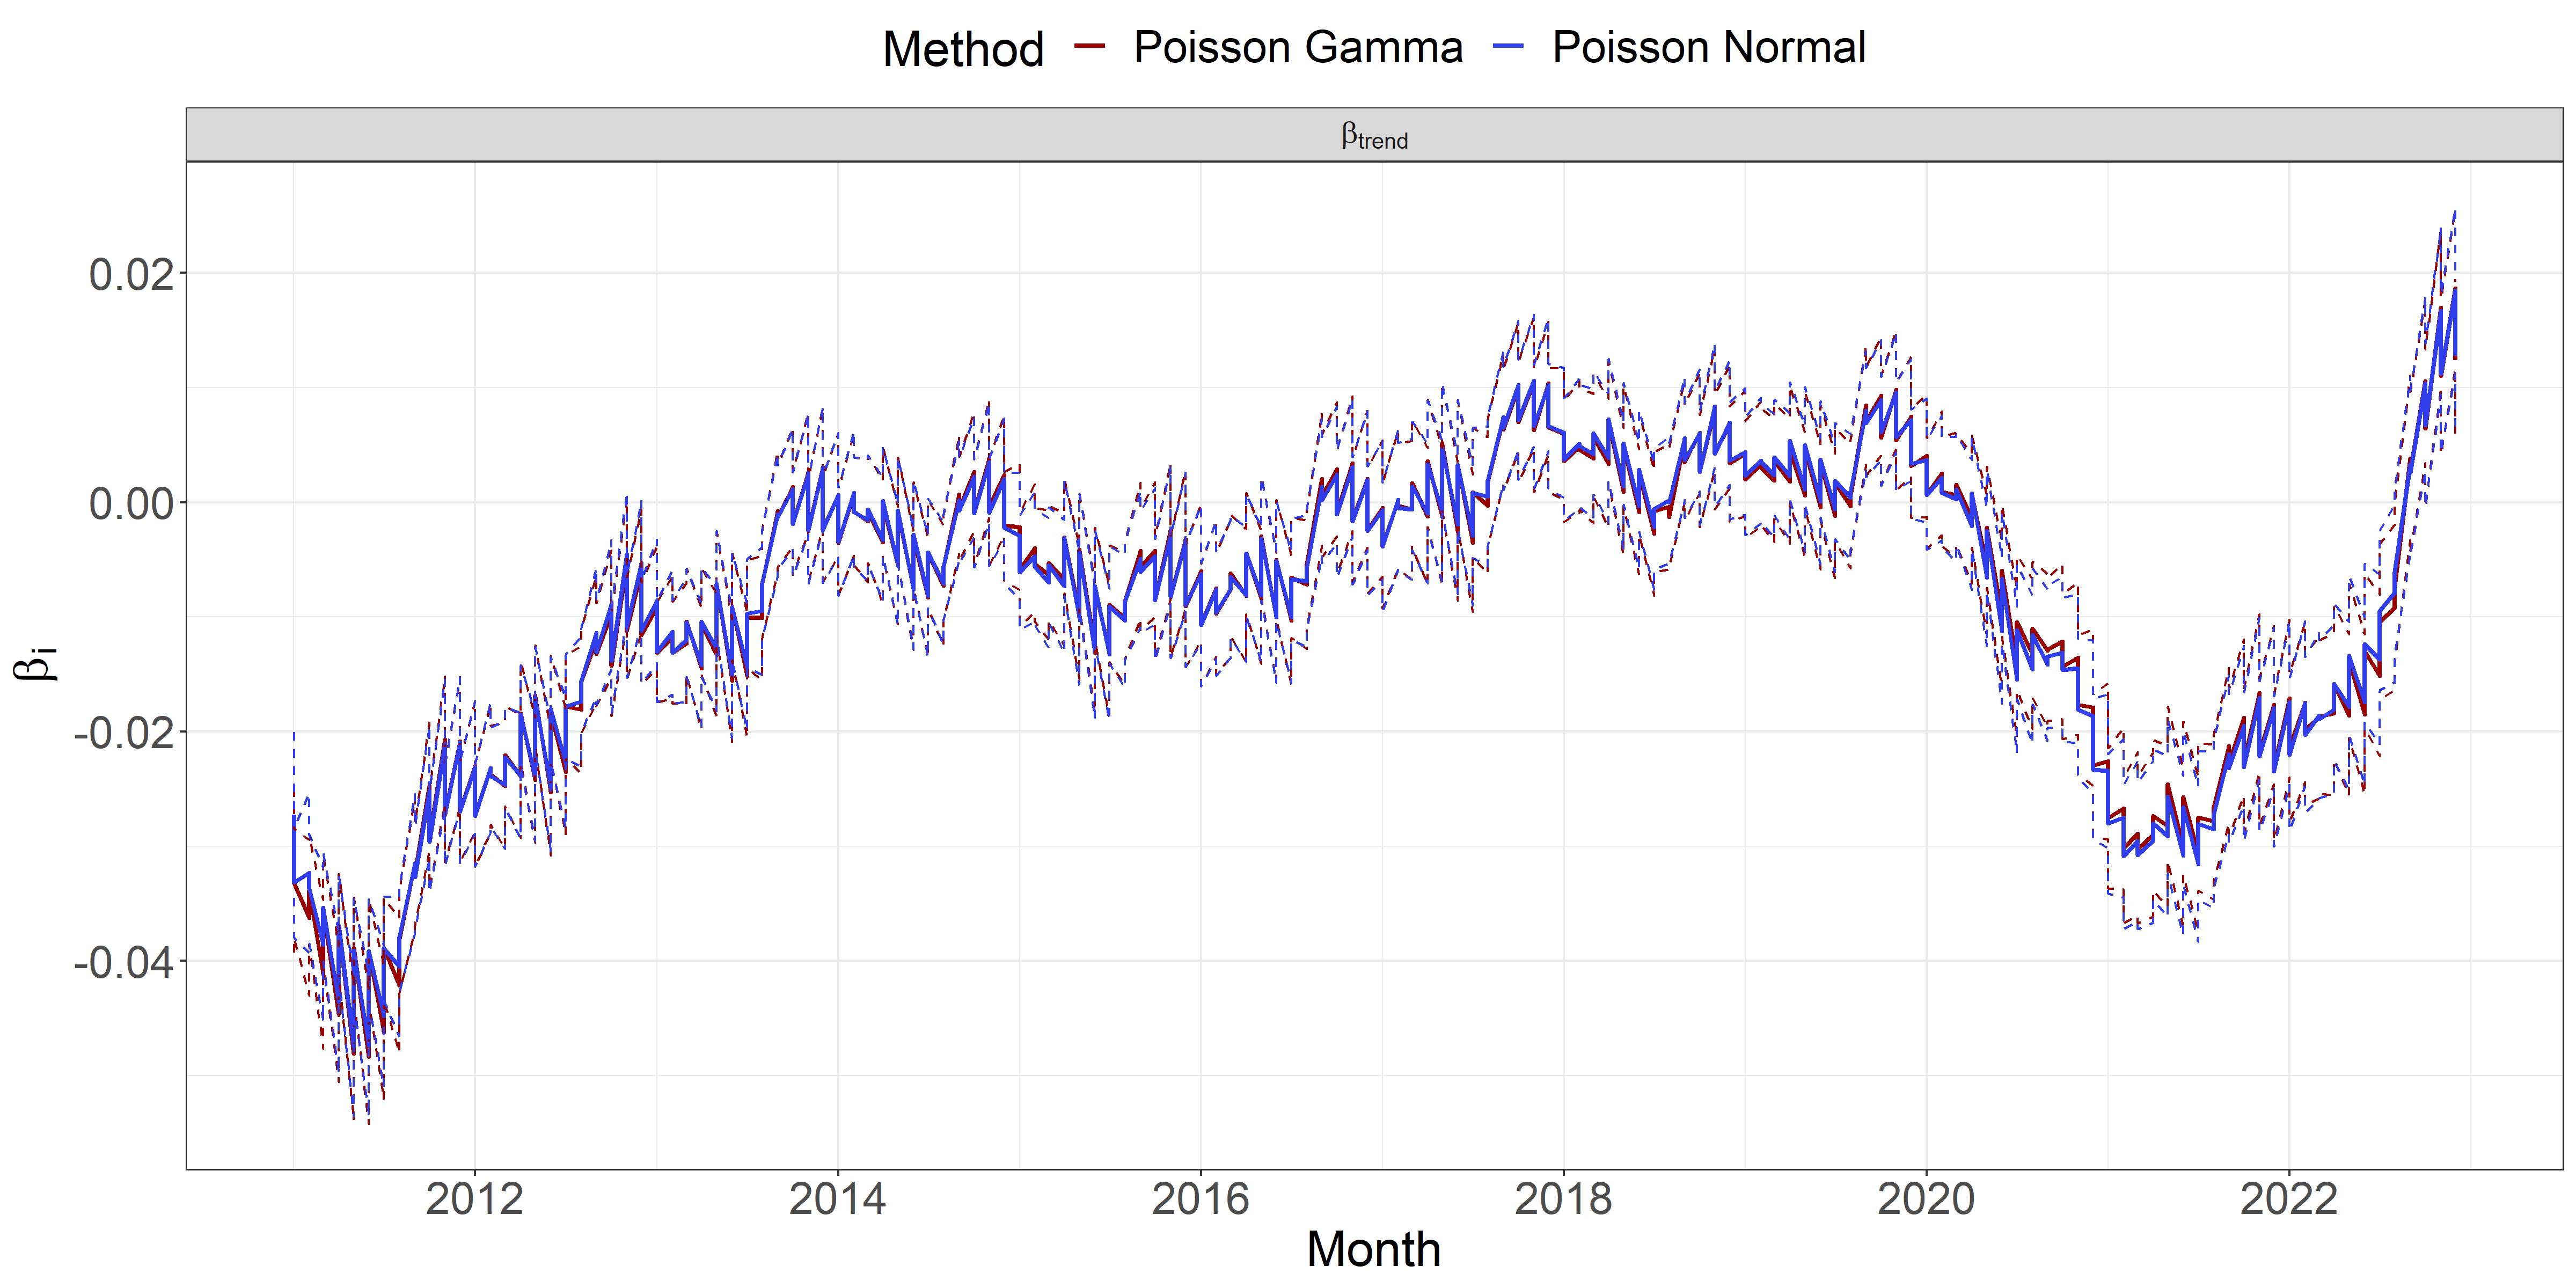 Method Poisson Gamma Poisson Normal
βtrend
βi
0.02
0.00
-0.02
-0.04
2012 2014 2016 2018 2020 2022
Month